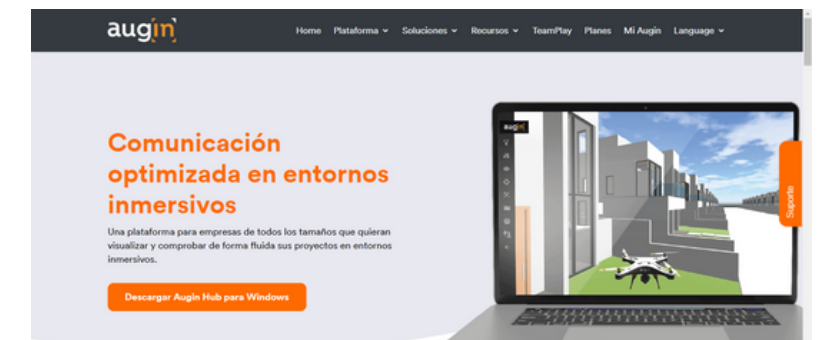 augin
Home Plataforma Soluciones Recursos TeamPlay Planes Mi Augin Language
Comunicación
optimizada en entornos
inmersivos
Una plataforma para empresas de todos los tamaños que quieran
visualizar y comprobar de forma fluida sus proyectos en entornos
inmersivos.
Descargar Augin Hub para Windows
augin
Suporte